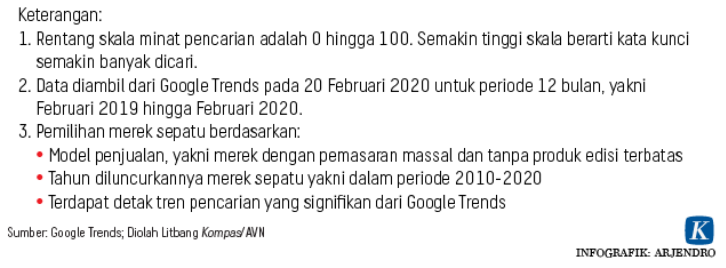 Keterangan:
1. Rentang skala minat pencarian adalah 0 hingga 100. Semakin tinggi skala berarti kata kunci
semakin banyak dicari.
2. Data diambil dari Google Trends pada 20 Februari 2020 untuk periode 12 bulan, yakni
Februari 2019 hingga Februari 2020.
3. Pemilihan merek sepatu berdasarkan:
• Model penjualan, yakni merek dengan pemasaran massal dan tanpa produk edisi terbatas
• Tahun diluncurkannya merek sepatu yakni dalam periode 2010-2020
• Terdapat detak tren pencarian yang signifikan dari Google Trends
Sumber: Google Trends; Diolah Litbang Kompas/AVN
K
INFOGRAFIK: ARJENDRO